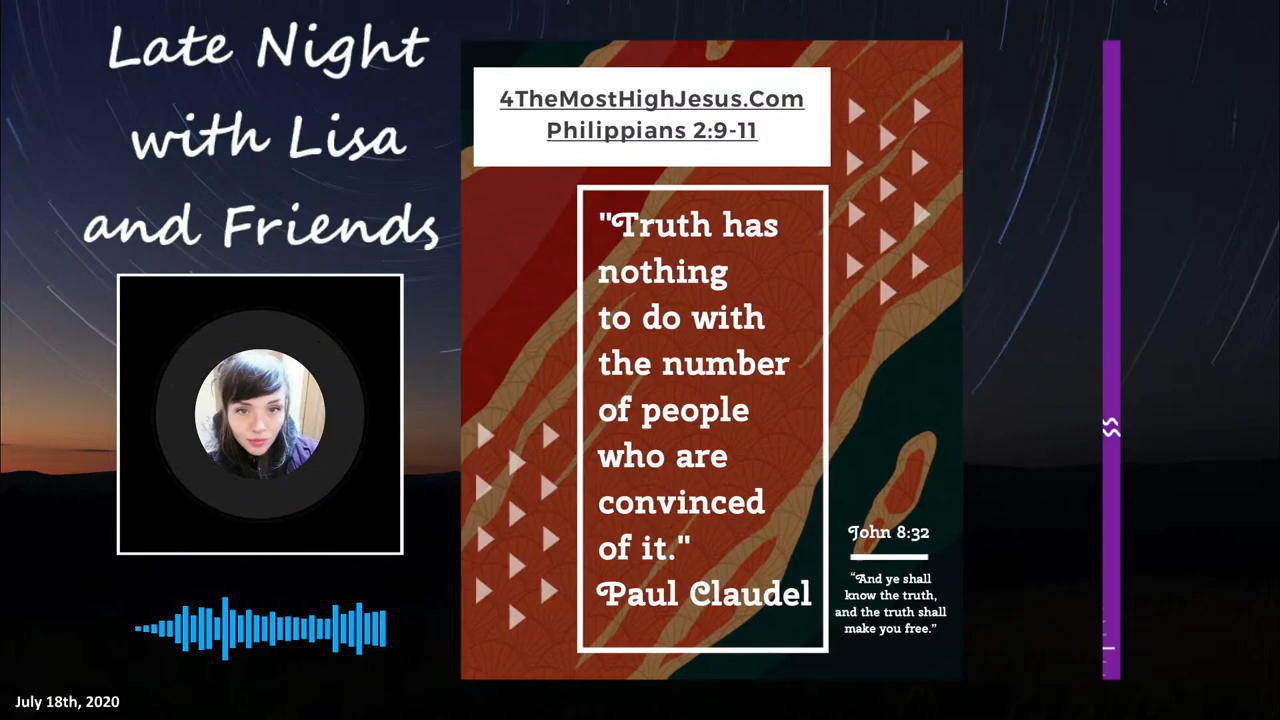 Late Night
with Lisa
and Friends
4TheMostHighJesus.Com
Philippians 2:9-11
"Truth has
nothing
to do with
the number
of people
who are
convinced
of it."
Paul Claudel
John 8:32
“And ye shall
know the truth,
and the truth shall
make you free.”
July 18th, 2020